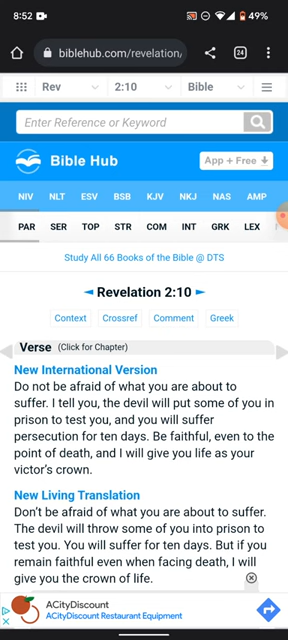 8:52
49%
biblehub.com/revelation/
24
Rev
2:10
Bible
Enter Reference or Keyword
Bible Hub
App + Free
NIV NLT ESV BSB KJV NKJ NAS AMP
PAR SER TOP STR COM INT GRK LEX
Study All 66 Books of the Bible @ DTS
◄ Revelation 2:10 ►
Context Crossref Comment Greek
Verse (Click for Chapter)
New International Version
Do not be afraid of what you are about to
suffer. I tell you, the devil will put some of you in
prison to test you, and you will suffer
persecution for ten days. Be faithful, even to the
point of death, and I will give you life as your
victor’s crown.
New Living Translation
Don’t be afraid of what you are about to suffer.
The devil will throw some of you into prison to
test you. You will suffer for ten days. But if you
remain faithful even when facing death, I will
give you the crown of life.
ACityDiscount
ACityDiscount Restaurant Equipment